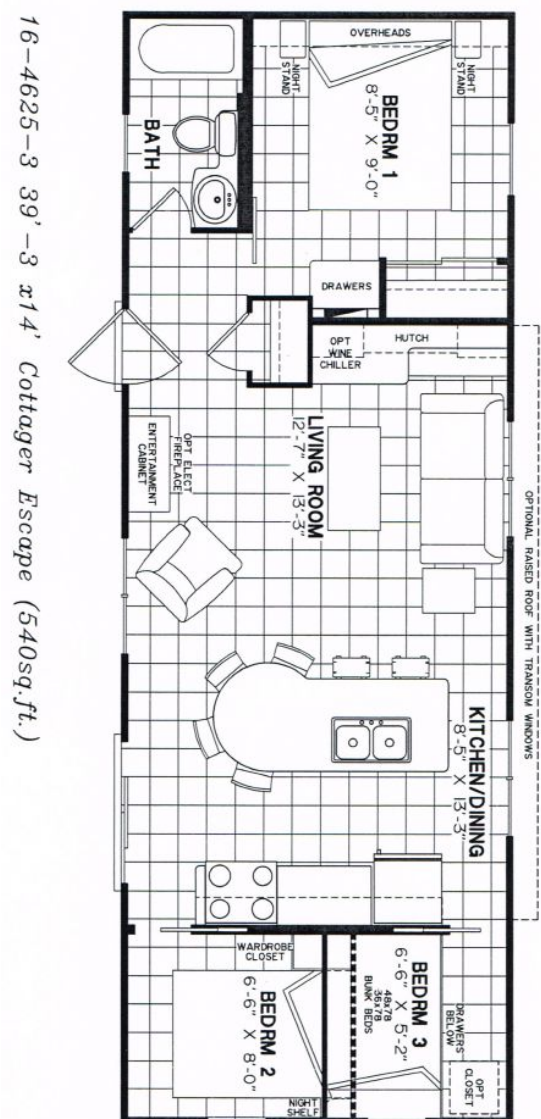 16-4625-3 39'-3 x14' Cottager Escape (540sq.ft.)
OVERHEADS
NIGHT
STAND
NIGHT
STAND
BEDRM 1
8'-5" X 9'-0"
BATH
DRAWERS
HUTCH
OPT
WINE
CHILLER
LIVING ROOM
12'-7" X 13'-3"
OPT ELECT
FIREPLACE
ENTERTAINMENT
CABINET
OPTIONAL RAISED ROOF WITH TRANSOM WINDOWS
KITCHEN/DINING
8'-5" X 13'-3"
WARDROBE
CLOSET
BEDRM 2
6'-6" X 8'-0"
NIGHT
SHELF
BEDRM 3
6'-6" X 5'-2"
48x78
36x78
BUNK BEDS
DRAWERS
BELOW
OPT
CLOSET